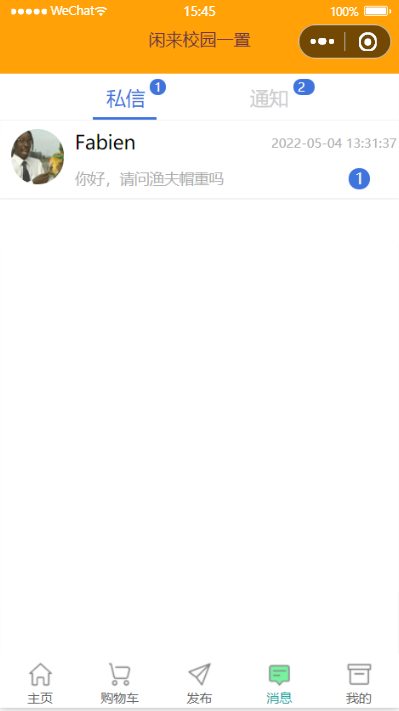 WeChat 15:45 100%
闲来校园一置
私信 1 通知 2
Fabien 2022-05-04 13:31:37
你好，请问渔夫帽重吗 1
主页 购物车 发布 消息 我的